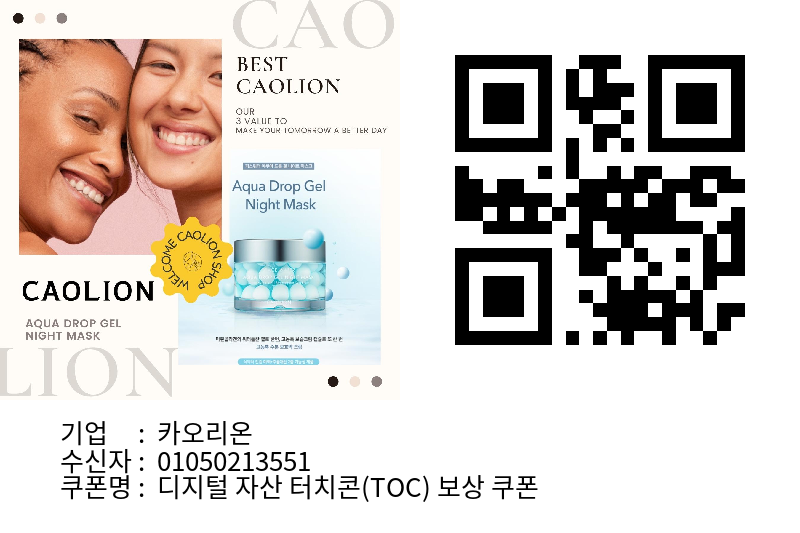 CAO
BEST
CAOLION
OUR
3 VALUE TO
MAKE YOUR TOMORROW A BETTER DAY
Aqua Drop Gel
Night Mask
WELCOME CAOLION SHOP
CAOLION
AQUA DROP GEL
NIGHT MASK
LION
기업 : 카오리온
수신자 : 01050213551
쿠폰명 : 디지털 자산 터치콘(TOC) 보상 쿠폰